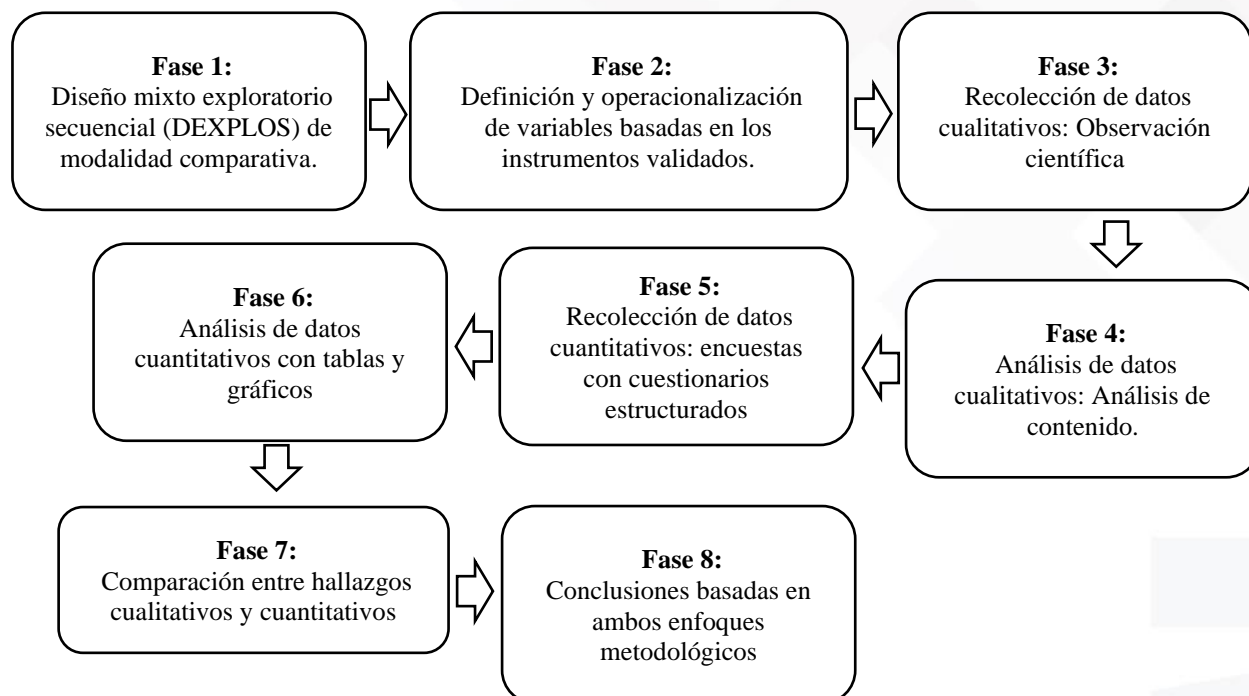 Fase 1:
Diseño mixto exploratorio
secuencial (DEXPLOS) de
modalidad comparativa.
Fase 2:
Definición y operacionalización
de variables basadas en los
instrumentos validados.
Fase 3:
Recolección de datos
cualitativos: Observación
científica
Fase 4:
Análisis de datos
cualitativos: Análisis de
contenido.
Fase 5:
Recolección de datos
cuantitativos: encuestas
con cuestionarios
estructurados
Fase 6:
Análisis de datos
cuantitativos con tablas y
gráficos
Fase 7:
Comparación entre hallazgos
cualitativos y cuantitativos
Fase 8:
Conclusiones basadas en
ambos enfoques
metodológicos